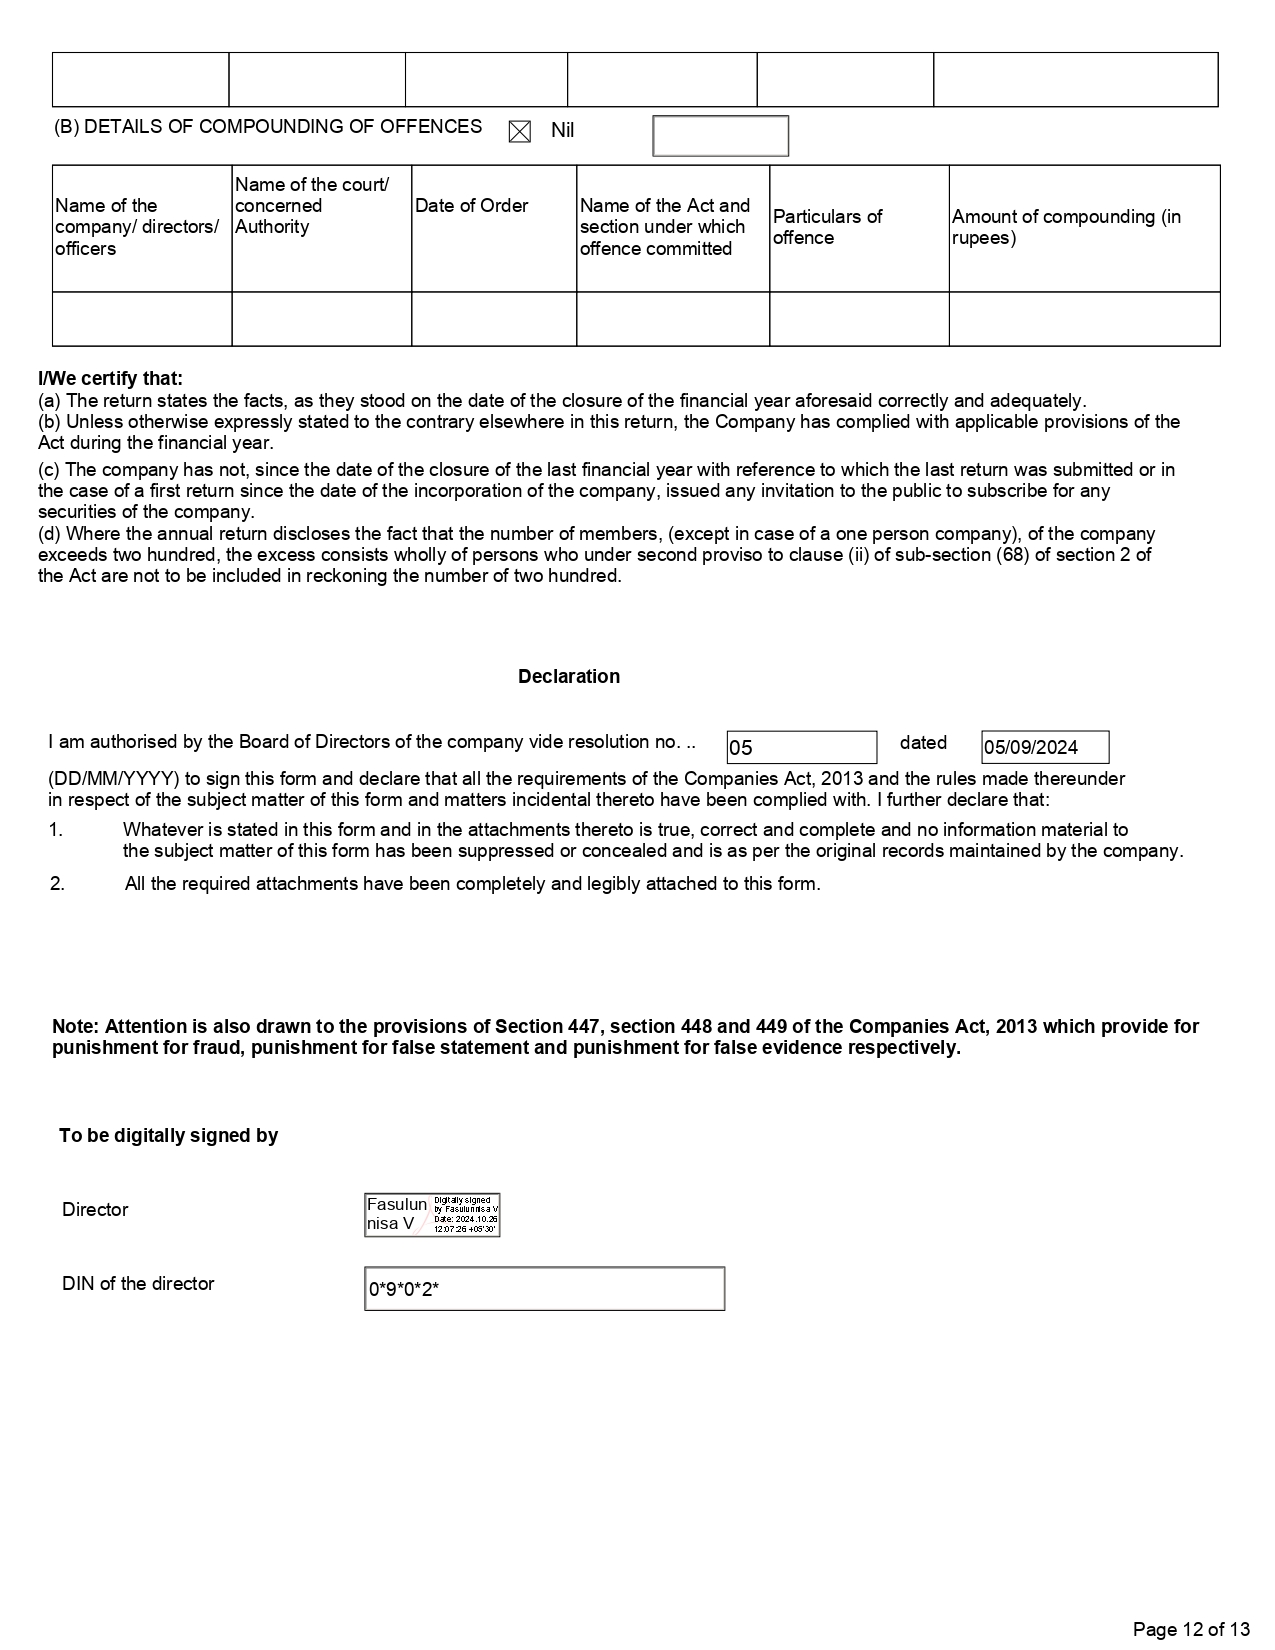 (B) DETAILS OF COMPOUNDING OF OFFENCES Nil
Name of the company/ directors/ officers
Name of the court/ concerned Authority
Date of Order
Name of the Act and section under which offence committed
Particulars of offence
Amount of compounding (in rupees)
I/We certify that:
(a) The return states the facts, as they stood on the date of the closure of the financial year aforesaid correctly and adequately.
(b) Unless otherwise expressly stated to the contrary elsewhere in this return, the Company has complied with applicable provisions of the
Act during the financial year.
(c) The company has not, since the date of the closure of the last financial year with reference to which the last return was submitted or in
the case of a first return since the date of the incorporation of the company, issued any invitation to the public to subscribe for any
securities of the company.
(d) Where the annual return discloses the fact that the number of members, (except in case of a one person company), of the company
exceeds two hundred, the excess consists wholly of persons who under second proviso to clause (ii) of sub-section (68) of section 2 of
the Act are not to be included in reckoning the number of two hundred.
Declaration
I am authorised by the Board of Directors of the company vide resolution no. .. 05 dated 05/09/2024
(DD/MM/YYYY) to sign this form and declare that all the requirements of the Companies Act, 2013 and the rules made thereunder
in respect of the subject matter of this form and matters incidental thereto have been complied with. I further declare that:
1. Whatever is stated in this form and in the attachments thereto is true, correct and complete and no information material to
the subject matter of this form has been suppressed or concealed and is as per the original records maintained by the company.
2. All the required attachments have been completely and legibly attached to this form.
Note: Attention is also drawn to the provisions of Section 447, section 448 and 449 of the Companies Act, 2013 which provide for
punishment for fraud, punishment for false statement and punishment for false evidence respectively.
To be digitally signed by
Director
Fasulun
nisa V
Digitally signed
by Fasulunnisa V
Date: 2024.10.26
12:07:26 +05'30'
DIN of the director 0*9*0*2*
Page 12 of 13